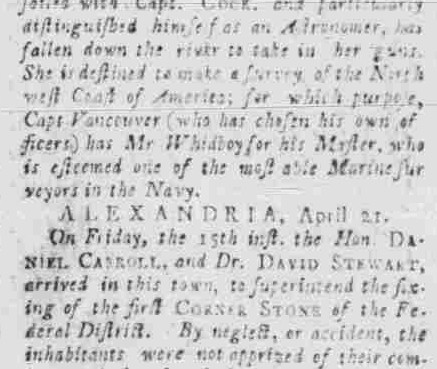 ſailed with Capt. COOK. and particularly
diſtinguiſhed himſelf as an Aſtronomer, has
fallen down the river to take in her guns.
She is deſtined to make a ſurvey of the North
weſt Coaſt of America; for which purpoſe,
Capt Vancouver (who has choſen his own of
ficers) has Mr Whidboy for his Maſter, who
is eſteemed one of the moſt able Marine ſur
veyors in the Navy.
ALEXANDRIA, April 21.
On Friday, the 15th inſt. the Hon. DA-
NIEL CARROLL, and Dr. DAVID STEWART,
arrived in this town, to ſuperintend the fix-
ing of the firſt CORNER STONE of the Fe-
deral Diſtrict. By neglect, or accident, the
inhabitants were not apprized of their com-